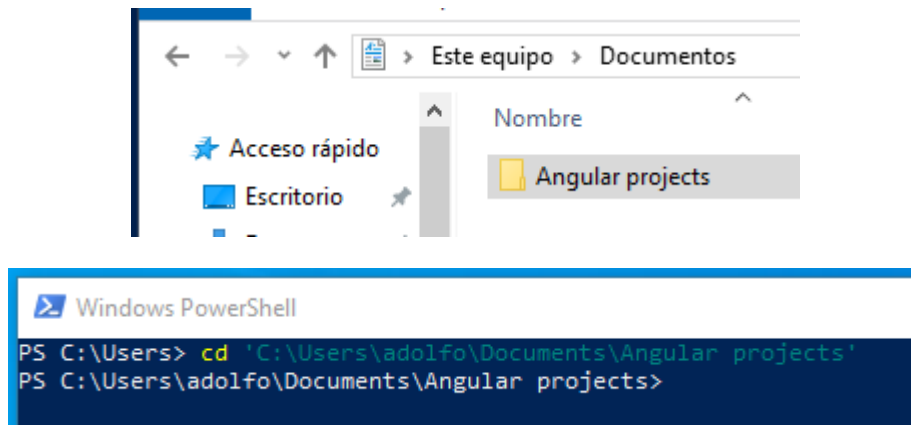 Este equipo > Documentos
Nombre
Acceso rápido
Angular projects
Escritorio
Windows PowerShell
PS C:\Users> cd 'C:\Users\adolfo\Documents\Angular projects'
PS C:\Users\adolfo\Documents\Angular projects>